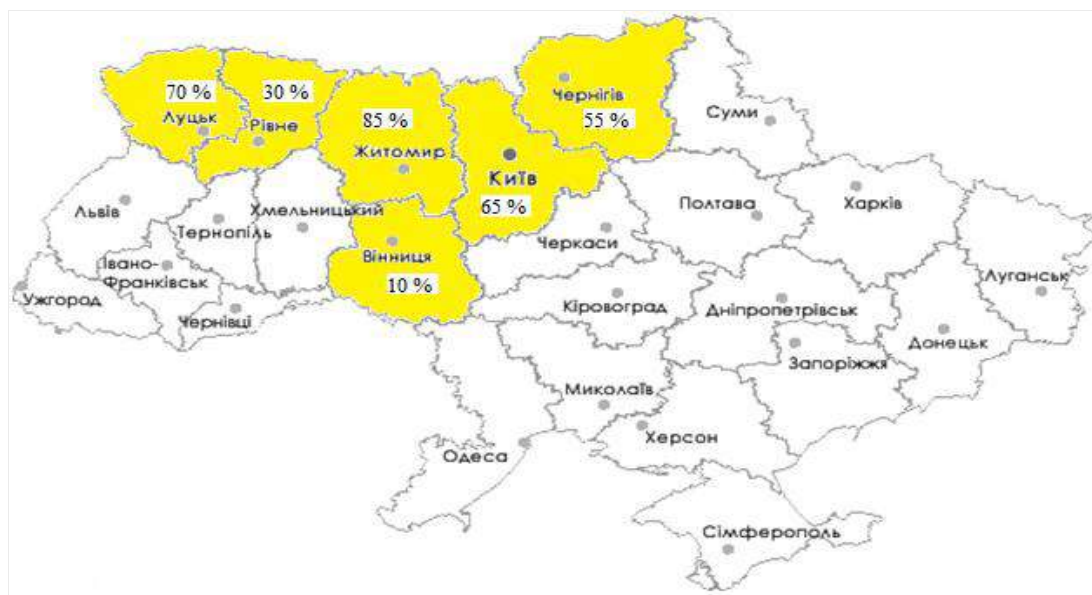 70 %
Луцьк
30 %
Рівне
85 %
Житомир
Київ
65 %
Чернігів
55 %
Суми
Львів
Тернопіль
Хмельницький
Вінниця
10 %
Івано-
Франківськ
Ужгород
Чернівці
Черкаси
Полтава
Харків
Луганськ
Кіровоград
Дніпропетрівськ
Донецьк
Запоріжжя
Миколаїв
Херсон
Одеса
Сімферополь